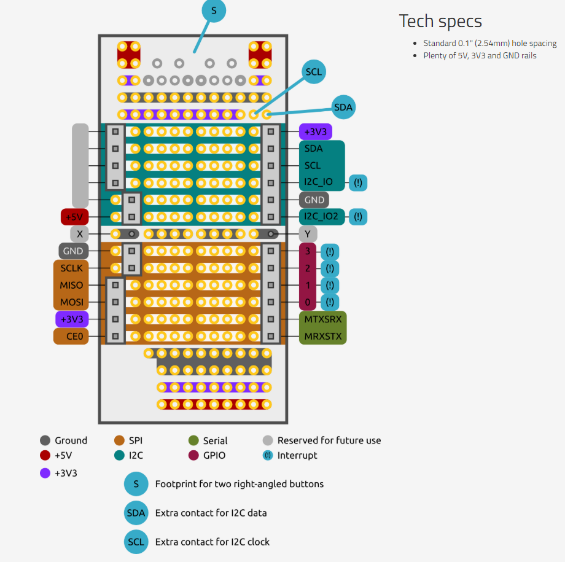 S
Tech specs
Standard 0.1" (2.54mm) hole spacing
Plenty of 5V, 3V3 and GND rails
SCL
SDA
+3V3
SDA
SCL
I2C_IO (!)
GND
+5V
I2C_IO2 (!)
X
Y
GND
3 (!)
SCLK
2 (!)
MISO
1 (!)
MOSI
0 (!)
+3V3
MTXSRX
CE0
MRXSTX
Ground
SPI
Serial
Reserved for future use
+5V
I2C
GPIO
(!) Interrupt
+3V3
S Footprint for two right-angled buttons
SDA Extra contact for I2C data
SCL Extra contact for I2C clock